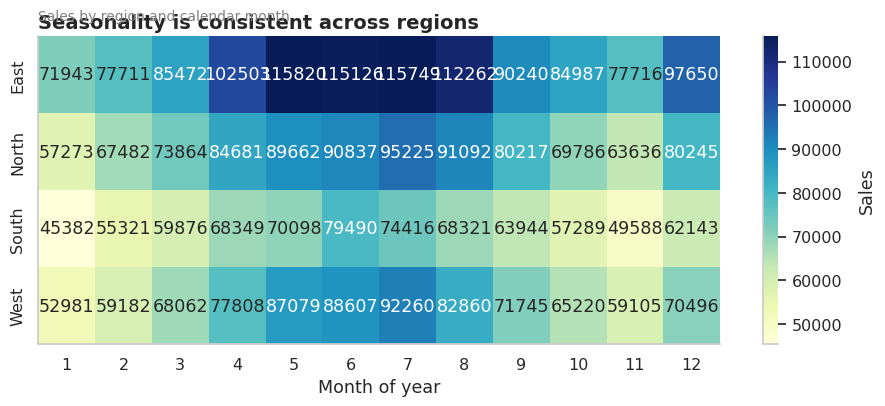 Sales by region and calendar month
Seasonality is consistent across regions
East 71943 77711 85472 102503 115820 115126 115749 112262 90240 84987 77716 97650
North 57273 67482 73864 84681 89662 90837 95225 91092 80217 69786 63636 80245
South 45382 55321 59876 68349 70098 79490 74416 68321 63944 57289 49588 62143
West 52981 59182 68062 77808 87079 88607 92260 82860 71745 65220 59105 70496
1 2 3 4 5 6 7 8 9 10 11 12
Month of year
110000
100000
90000
80000
70000
60000
50000
Sales